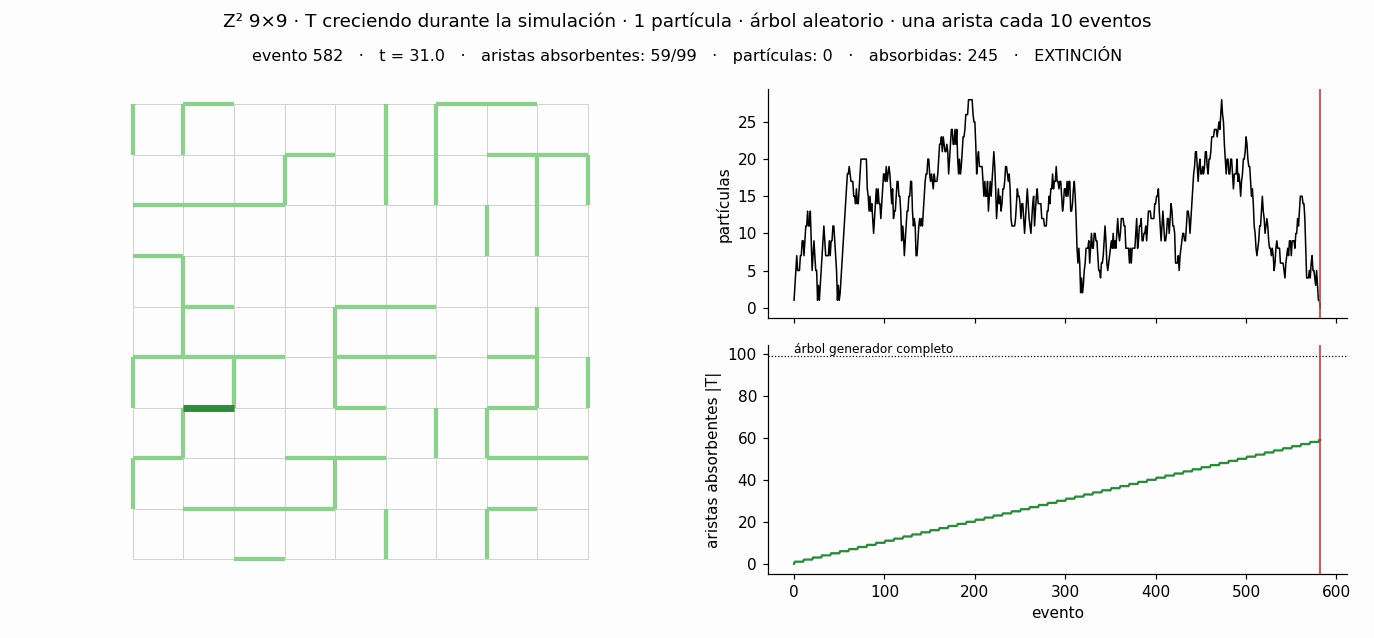 Z² 9×9 · T creciendo durante la simulación · 1 partícula · árbol aleatorio · una arista cada 10 eventos
evento 582 · t = 31.0 · aristas absorbentes: 59/99 · partículas: 0 · absorbidas: 245 · EXTINCIÓN
partículas
25
20
15
10
5
0
aristas absorbentes |T|
árbol generador completo
100
80
60
40
20
0
0 100 200 300 400 500 600
evento